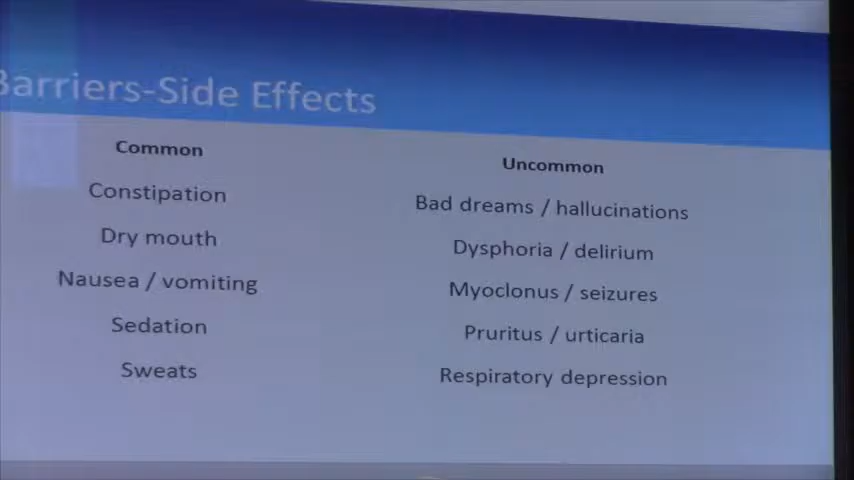 Barriers-Side Effects
Common
Constipation
Dry mouth
Nausea / vomiting
Sedation
Sweats
Uncommon
Bad dreams / hallucinations
Dysphoria / delirium
Myoclonus / seizures
Pruritus / urticaria
Respiratory depression